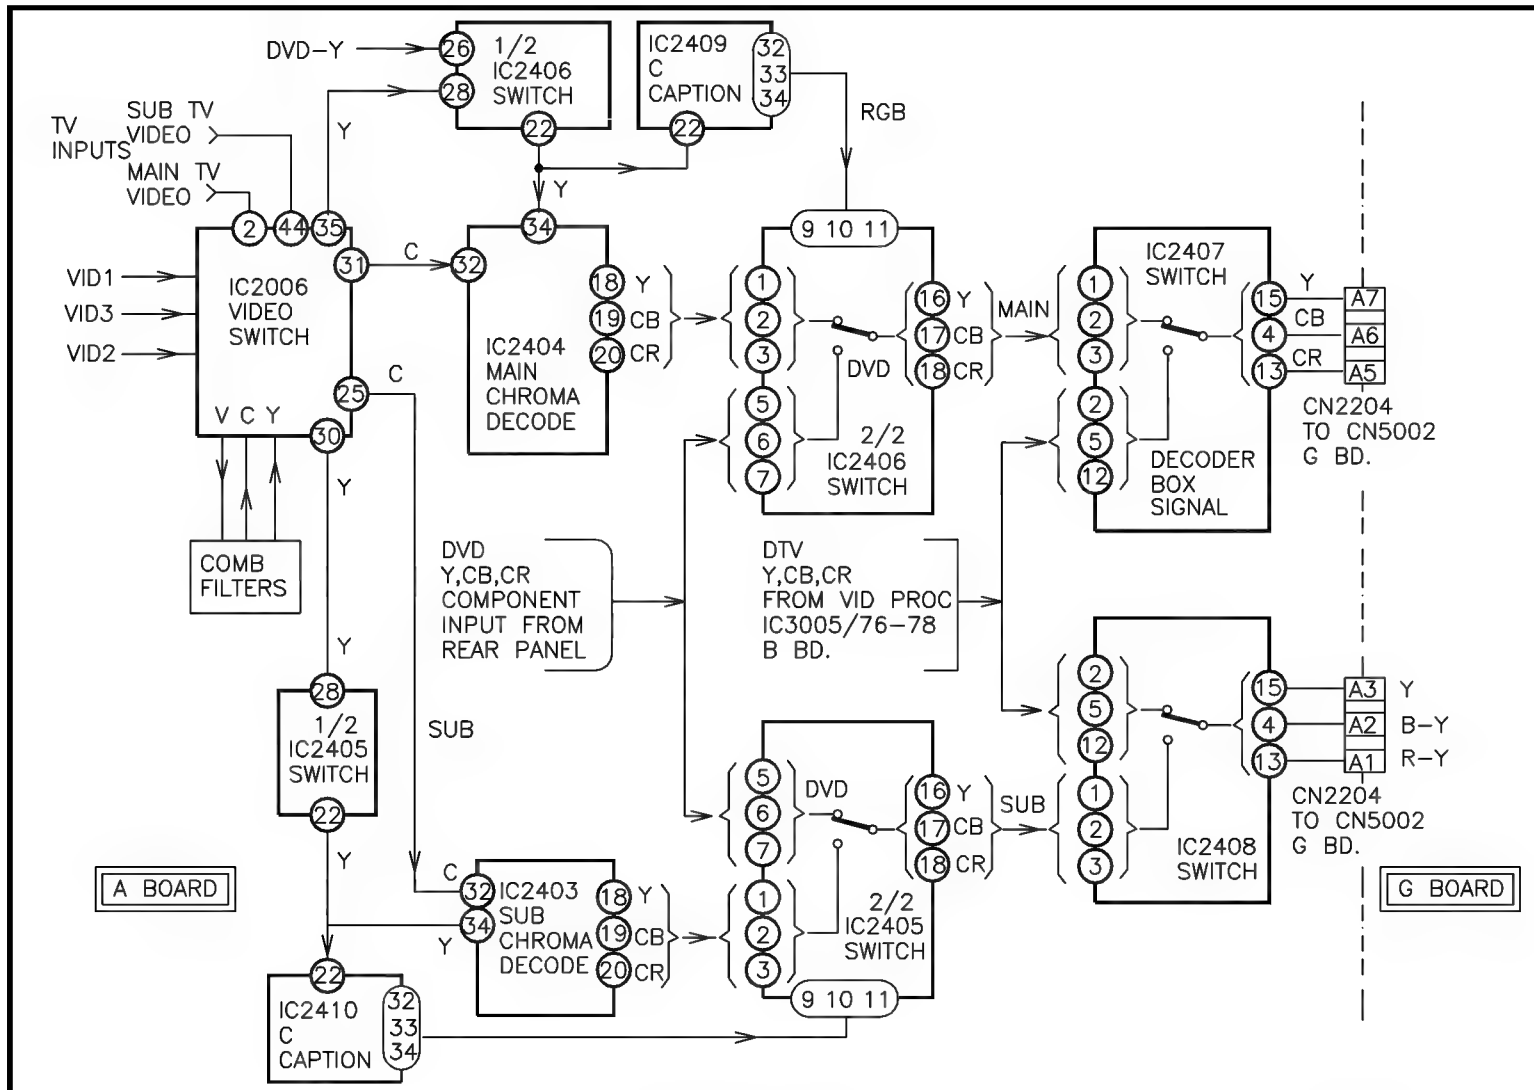 DVD-Y
26
28
1/2
IC2406
SWITCH
22
IC2409
C
CAPTION
32
33
34
22
RGB
TV
INPUTS
SUB TV
VIDEO
MAIN TV
VIDEO
Y
Y
2
44
35
31
C
VID1
VID3
VID2
IC2006
VIDEO
SWITCH
25
C
V C Y
30
COMB
FILTERS
Y
34
32
18 Y
19 CB
20 CR
IC2404
MAIN
CHROMA
DECODE
9 10 11
1
2
3
5
6
7
DVD
16 Y
17 CB
18 CR
2/2
IC2406
SWITCH
MAIN
IC2407
SWITCH
1
2
3
2
5
12
15 Y
4 CB
13 CR
DECODER
BOX
SIGNAL
A7
A6
A5
CN2204
TO CN5002
G BD.
DVD
Y,CB,CR
COMPONENT
INPUT FROM
REAR PANEL
DTV
Y,CB,CR
FROM VID PROC
IC3005/76-78
B BD.
Y
28
1/2
IC2405
SWITCH
22
SUB
Y
C
32
34
Y
IC2403
SUB
CHROMA
DECODE
18 Y
19 CB
20 CR
22
IC2410
C
CAPTION
32
33
34
5
6
7
1
2
3
DVD
16 Y
17 CB
18 CR
2/2
IC2405
SWITCH
9 10 11
SUB
2
5
12
1
2
3
15
4
13
IC2408
SWITCH
A3 Y
A2 B-Y
A1 R-Y
CN2204
TO CN5002
G BD.
A BOARD
G BOARD